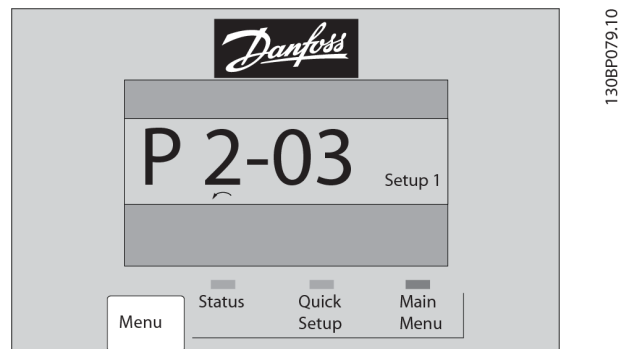 Danfoss
P 2-03
Setup 1
Status
Quick Setup
Main Menu
Menu
130BP079.10